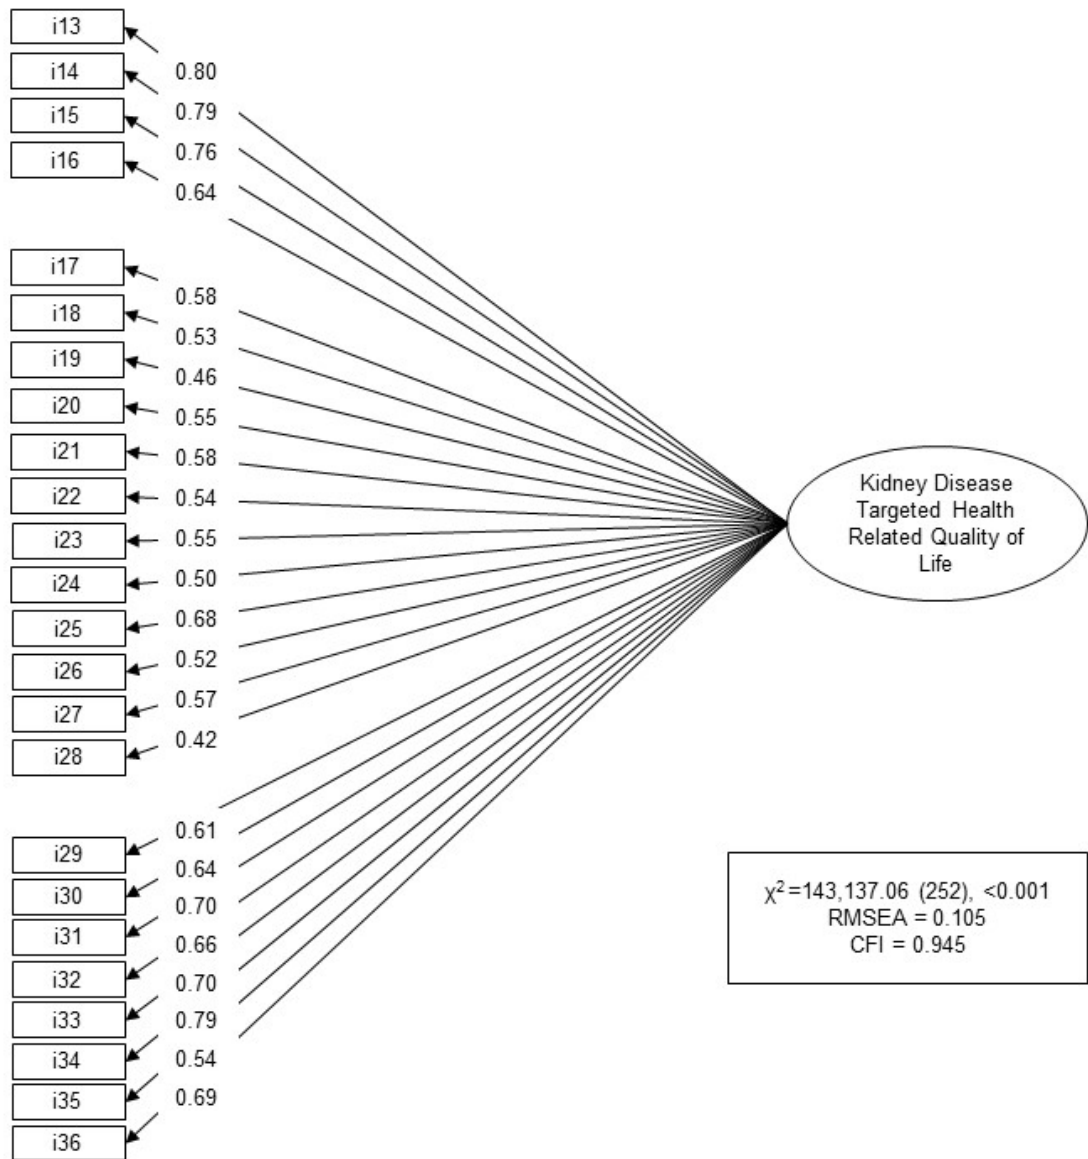 i13
0.80
i14
0.79
i15
0.76
i16
0.64
i17
0.58
i18
0.53
i19
0.46
i20
0.55
i21
0.58
i22
0.54
i23
0.55
i24
0.50
i25
0.68
i26
0.52
i27
0.57
i28
0.42
Kidney Disease
Targeted Health
Related Quality of
Life
i29
0.61
i30
0.64
i31
0.70
i32
0.66
i33
0.70
i34
0.79
i35
0.54
i36
0.69
χ²=143,137.06 (252), <0.001
RMSEA = 0.105
CFI = 0.945